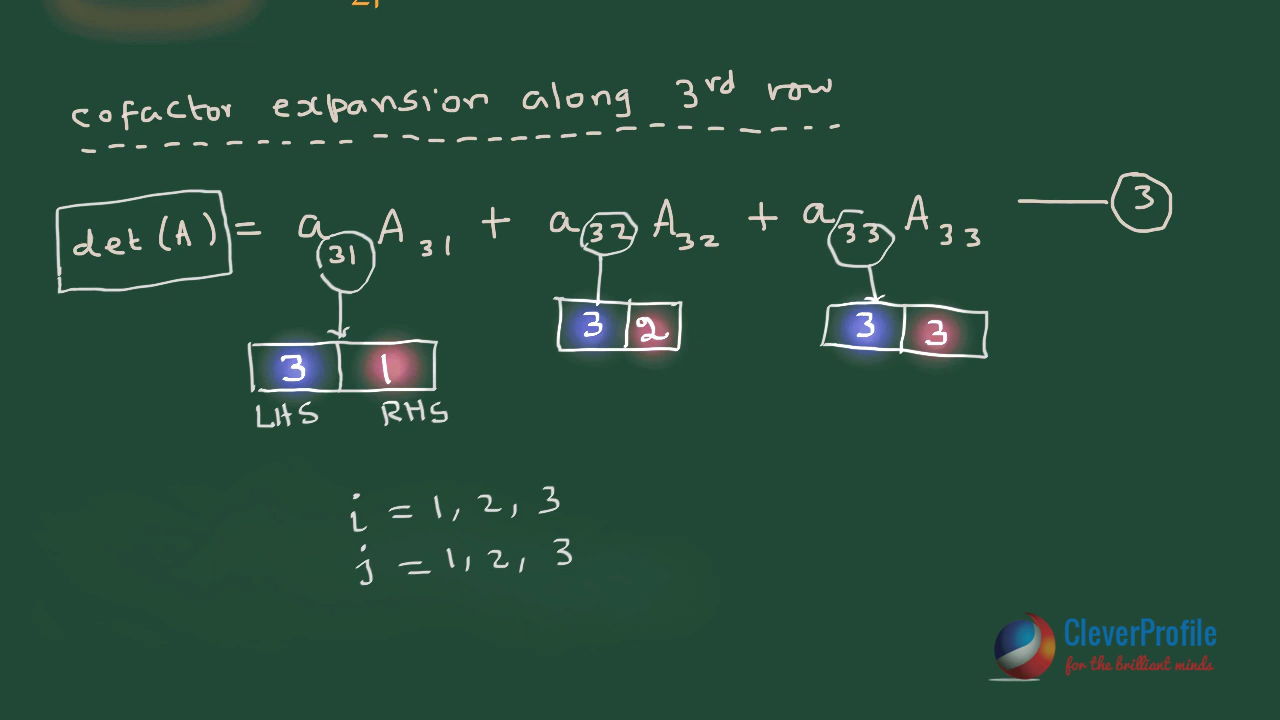 cofactor expansion along 3rd row
det(A) = a31 A31 + a32 A32 + a33 A33 — 3
3 1
3 2
3 3
LHS RHS
i = 1, 2, 3
j = 1, 2, 3
CleverProfile
for the brilliant minds